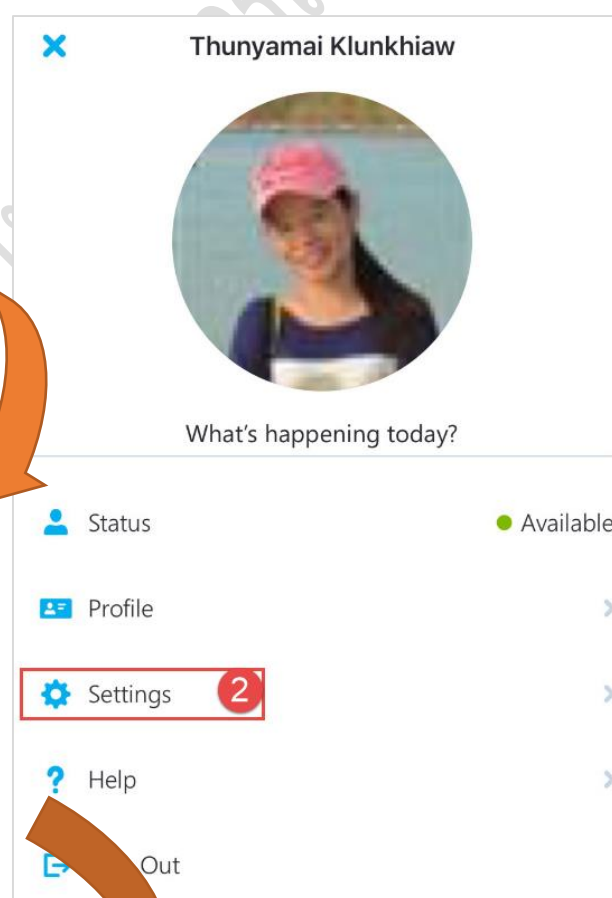 Thunyamai Klunkhiaw
What's happening today?
Status Available
Profile
Settings 2
? Help
Out